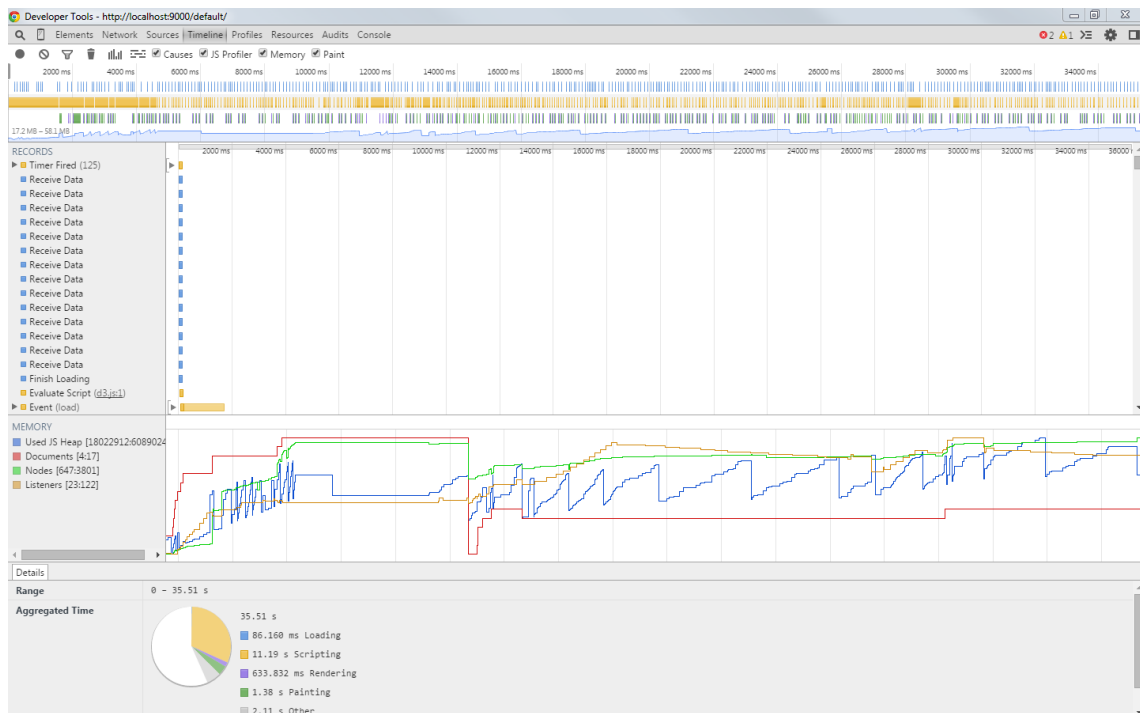 Developer Tools - http://localhost:9000/default/
Elements Network Sources Timeline Profiles Resources Audits Console 2 1
Causes JS Profiler Memory Paint
2000 ms 4000 ms 6000 ms 8000 ms 10000 ms 12000 ms 14000 ms 16000 ms 18000 ms 20000 ms 22000 ms 24000 ms 26000 ms 28000 ms 30000 ms 32000 ms 34000 ms
17.2 MB – 58.1 MB
RECORDS 2000 ms 4000 ms 6000 ms 8000 ms 10000 ms 12000 ms 14000 ms 16000 ms 18000 ms 20000 ms 22000 ms 24000 ms 26000 ms 28000 ms 30000 ms 32000 ms 34000 ms 36000
Timer Fired (125)
Receive Data
Receive Data
Receive Data
Receive Data
Receive Data
Receive Data
Receive Data
Receive Data
Receive Data
Receive Data
Receive Data
Receive Data
Receive Data
Receive Data
Finish Loading
Evaluate Script (d3.js:1)
Event (load)
MEMORY
Used JS Heap [18022912:6089024
Documents [4:17]
Nodes [647:3801]
Listeners [23:122]
Details
Range 0 – 35.51 s
Aggregated Time
35.51 s
86.160 ms Loading
11.19 s Scripting
633.832 ms Rendering
1.38 s Painting
2.11 s Other